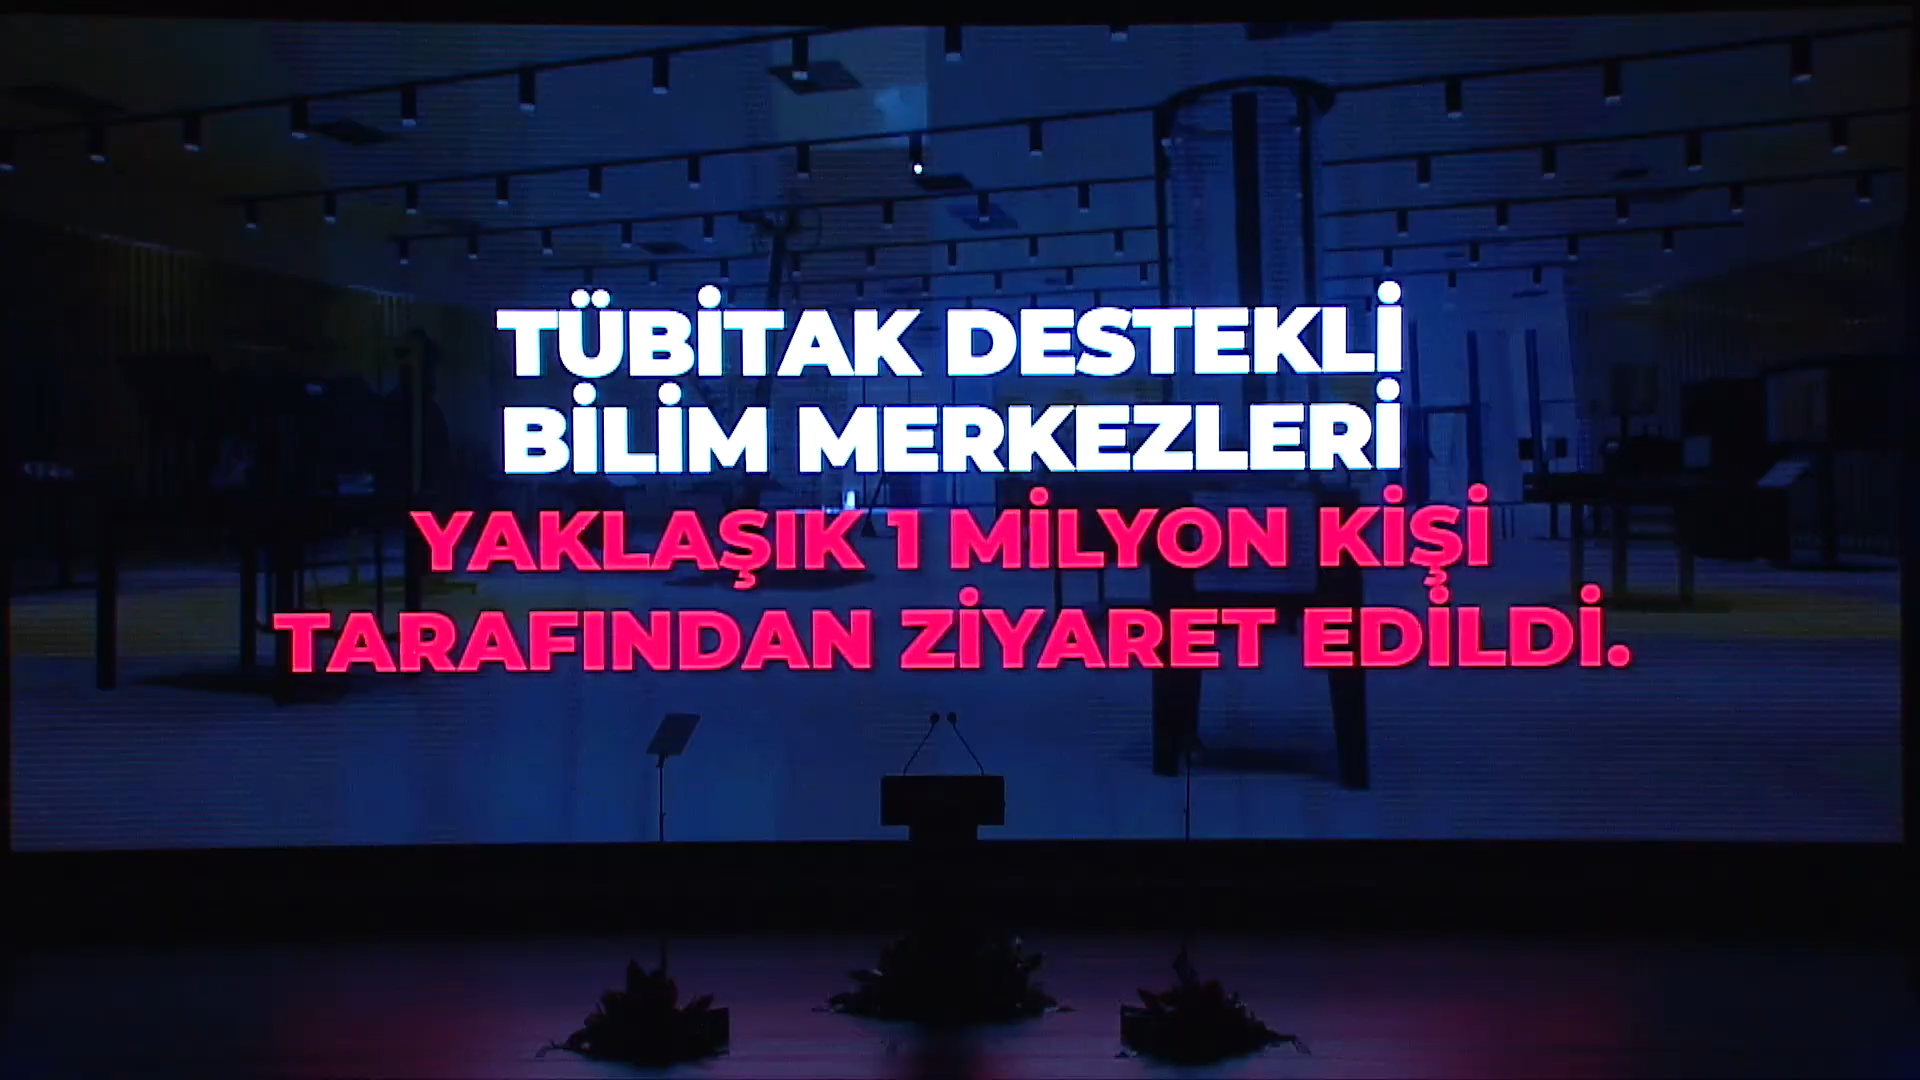 TÜBİTAK DESTEKLİ
BİLİM MERKEZLERİ
YAKLAŞIK 1 MİLYON KİŞİ
TARAFINDAN ZİYARET EDİLDİ.